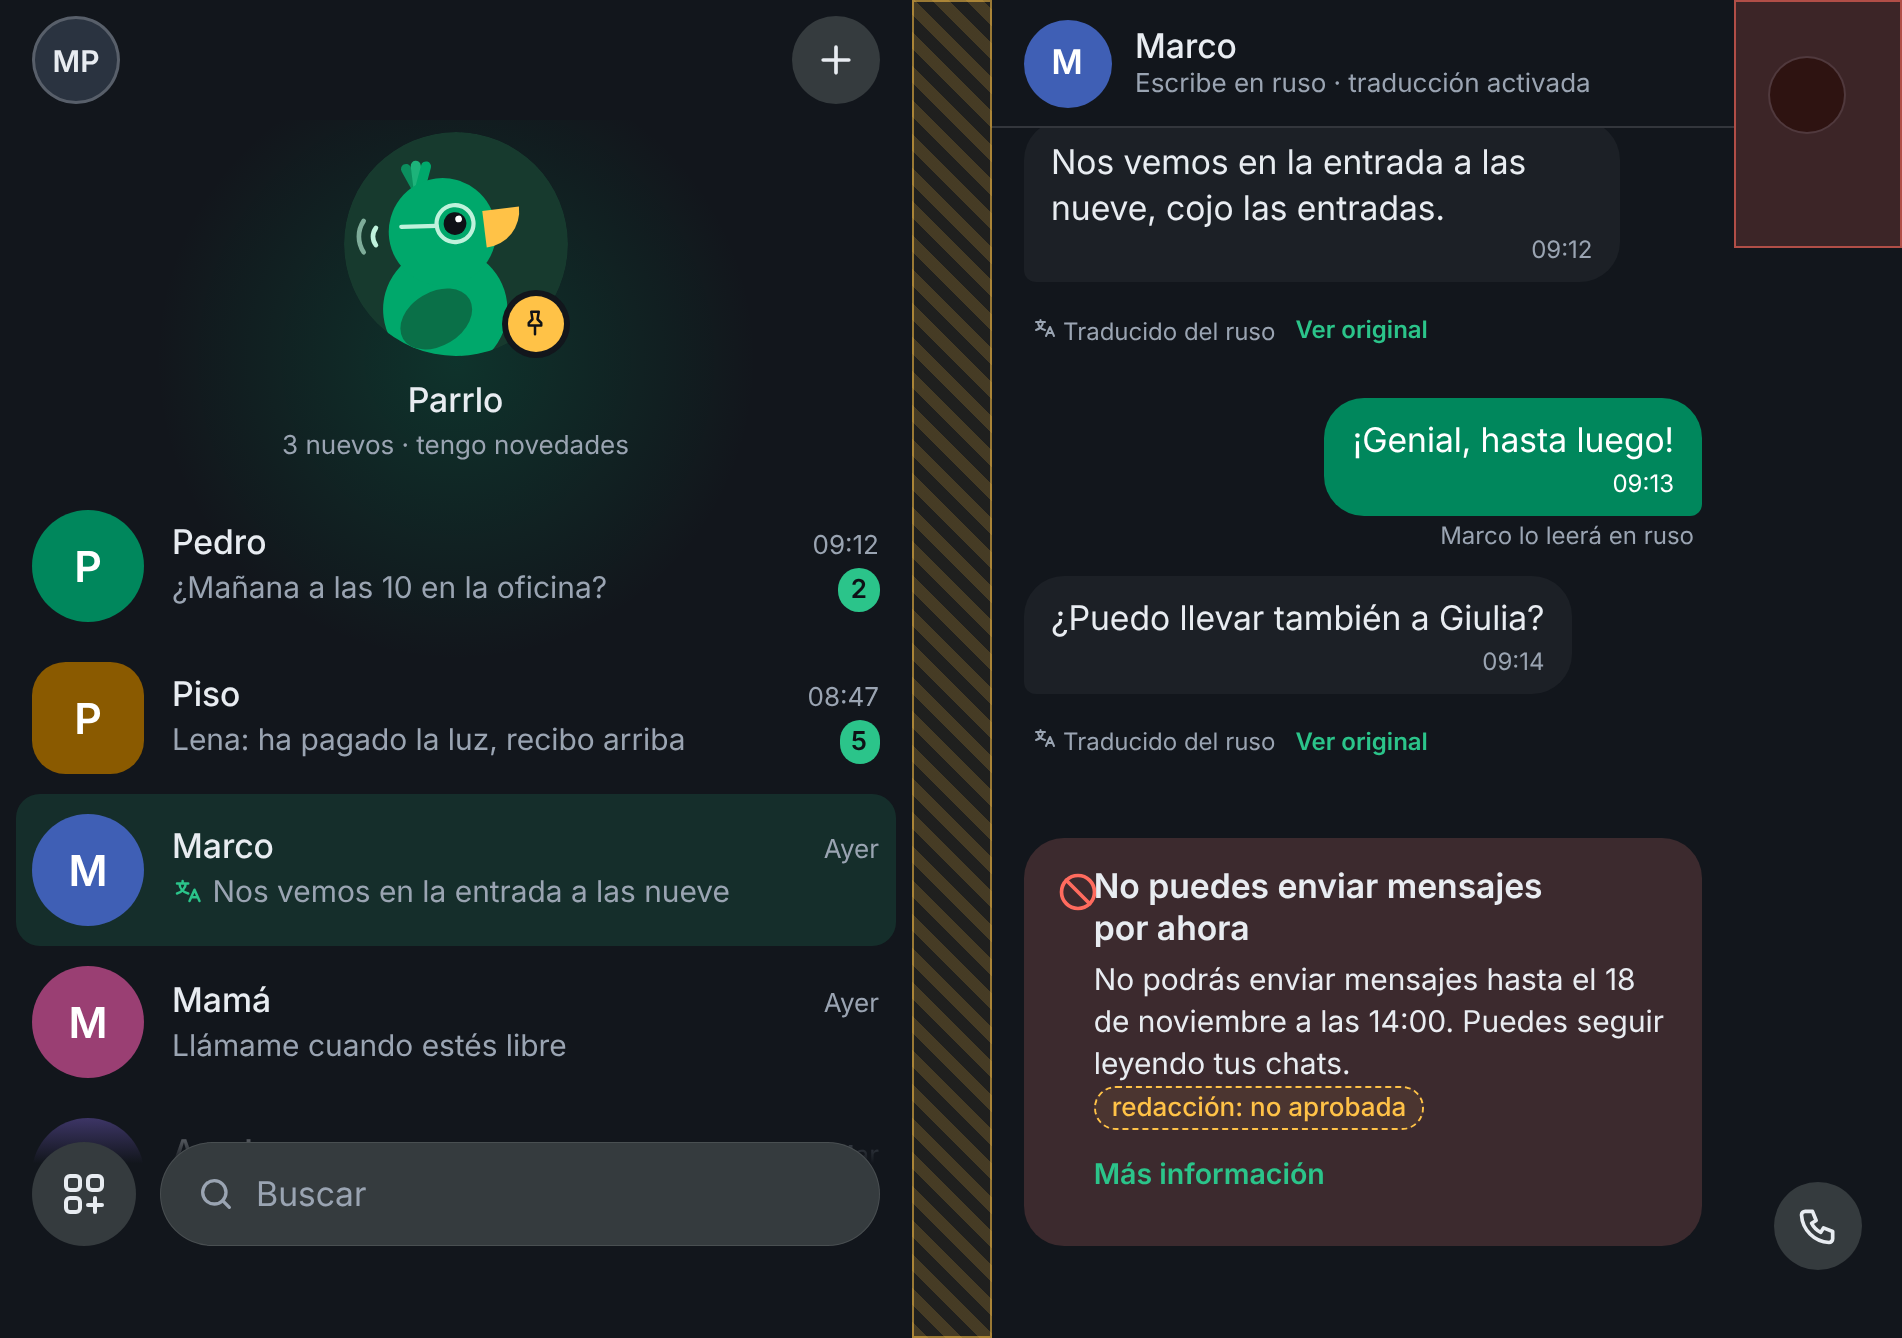 MP
Parrlo
3 nuevos · tengo novedades
P
Pedro
09:12
¿Mañana a las 10 en la oficina?
2
P
Piso
08:47
Lena: ha pagado la luz, recibo arriba
5
M
Marco
Ayer
Nos vemos en la entrada a las nueve
M
Mamá
Ayer
Llámame cuando estés libre
Buscar
M
Marco
Escribe en ruso · traducción activada
Nos vemos en la entrada a las
nueve, cojo las entradas.
09:12
Traducido del ruso Ver original
¡Genial, hasta luego!
09:13
Marco lo leerá en ruso
¿Puedo llevar también a Giulia?
09:14
Traducido del ruso Ver original
No puedes enviar mensajes
por ahora
No podrás enviar mensajes hasta el 18
de noviembre a las 14:00. Puedes seguir
leyendo tus chats.
redacción: no aprobada
Más información